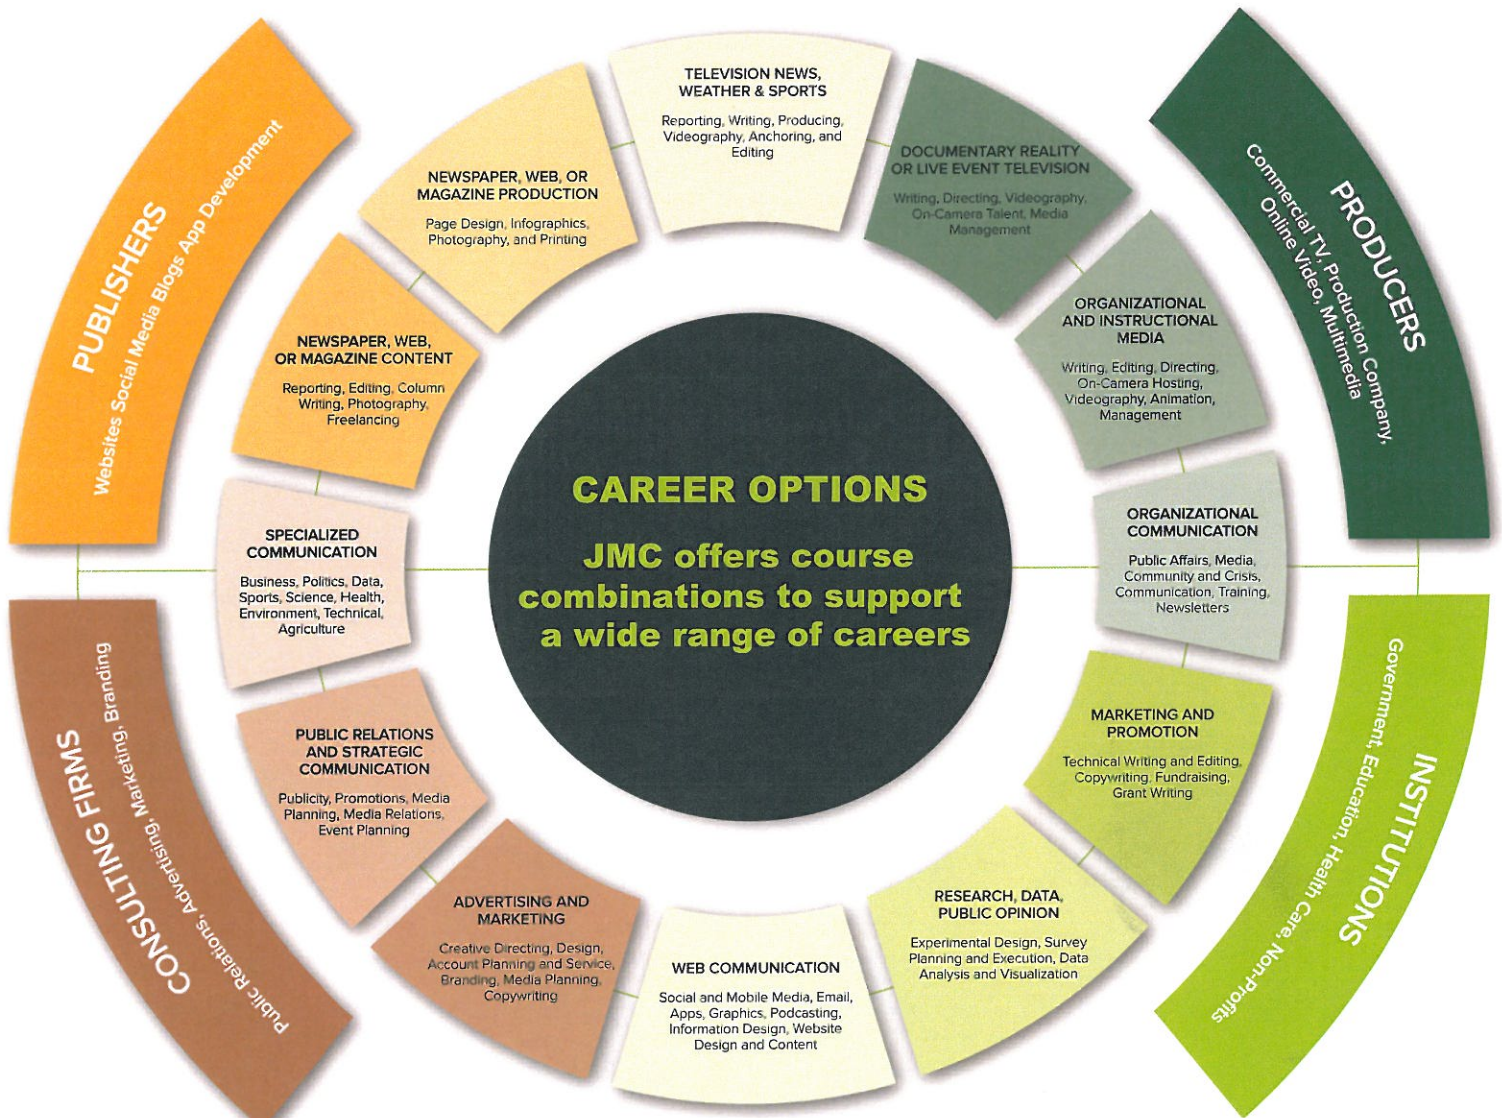 CAREER OPTIONS
JMC offers course
combinations to support
a wide range of careers
TELEVISION NEWS,
WEATHER & SPORTS
Reporting, Writing, Producing,
Videography, Anchoring, and
Editing
DOCUMENTARY REALITY
OR LIVE EVENT TELEVISION
Writing, Directing, Videography,
On-Camera Talent, Media
Management
ORGANIZATIONAL
AND INSTRUCTIONAL
MEDIA
Writing, Editing, Directing,
On-Camera Hosting,
Videography, Animation,
Management
ORGANIZATIONAL
COMMUNICATION
Public Affairs, Media,
Community and Crisis,
Communication, Training,
Newsletters
MARKETING AND
PROMOTION
Technical Writing and Editing,
Copywriting, Fundraising,
Grant Writing
RESEARCH, DATA,
PUBLIC OPINION
Experimental Design, Survey
Planning and Execution, Data
Analysis and Visualization
WEB COMMUNICATION
Social and Mobile Media, Email,
Apps, Graphics, Podcasting,
Information Design, Website
Design and Content
ADVERTISING AND
MARKETING
Creative Directing, Design,
Account Planning and Service,
Branding, Media Planning,
Copywriting
PUBLIC RELATIONS
AND STRATEGIC
COMMUNICATION
Publicity, Promotions, Media
Planning, Media Relations,
Event Planning
SPECIALIZED
COMMUNICATION
Business, Politics, Data,
Sports, Science, Health,
Environment, Technical,
Agriculture
NEWSPAPER, WEB,
OR MAGAZINE CONTENT
Reporting, Editing, Column
Writing, Photography,
Freelancing
NEWSPAPER, WEB, OR
MAGAZINE PRODUCTION
Page Design, Infographics,
Photography, and Printing
PUBLISHERS
Websites Social Media Blogs App Development
PRODUCERS
Commercial TV, Production Company,
Online Video, Multimedia
INSTITUTIONS
Government, Education, Health Care, Non-Profits
CONSULTING FIRMS
Public Relations, Advertising, Marketing, Branding